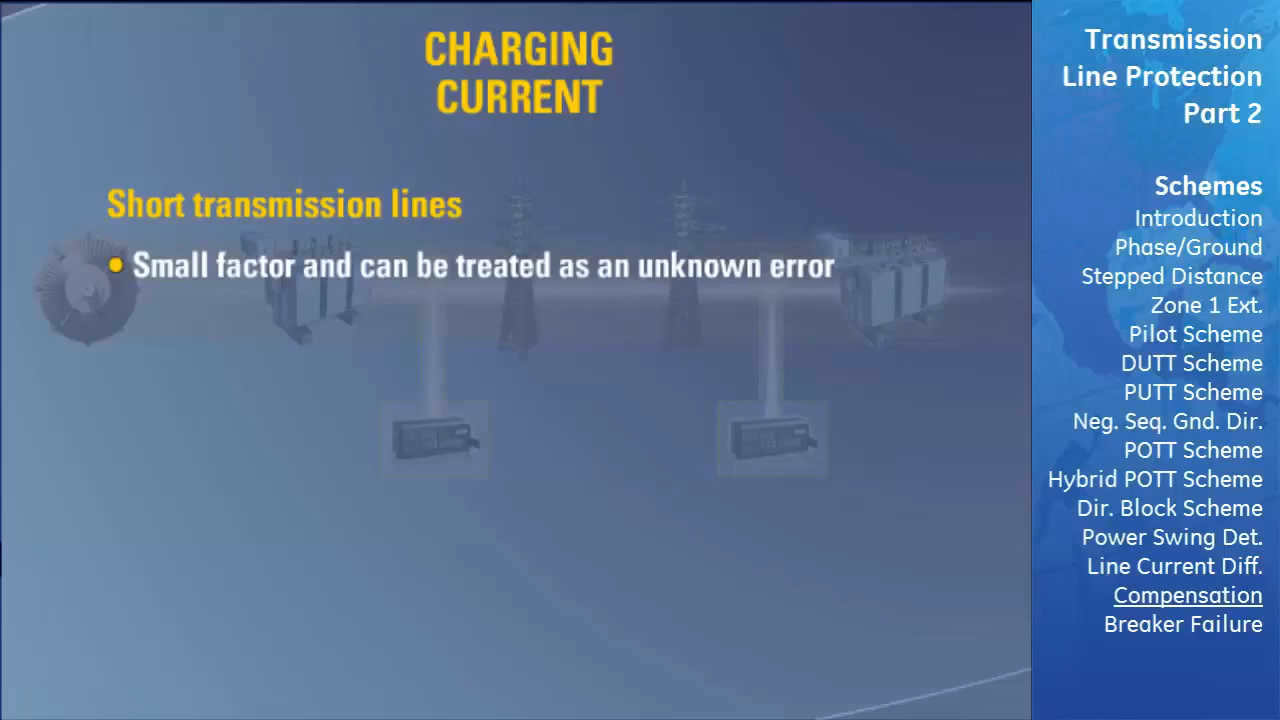 CHARGING
CURRENT
Short transmission lines
• Small factor and can be treated as an unknown error
Transmission
Line Protection
Part 2
Schemes
Introduction
Phase/Ground
Stepped Distance
Zone 1 Ext.
Pilot Scheme
DUTT Scheme
PUTT Scheme
Neg. Seq. Gnd. Dir.
POTT Scheme
Hybrid POTT Scheme
Dir. Block Scheme
Power Swing Det.
Line Current Diff.
Compensation
Breaker Failure